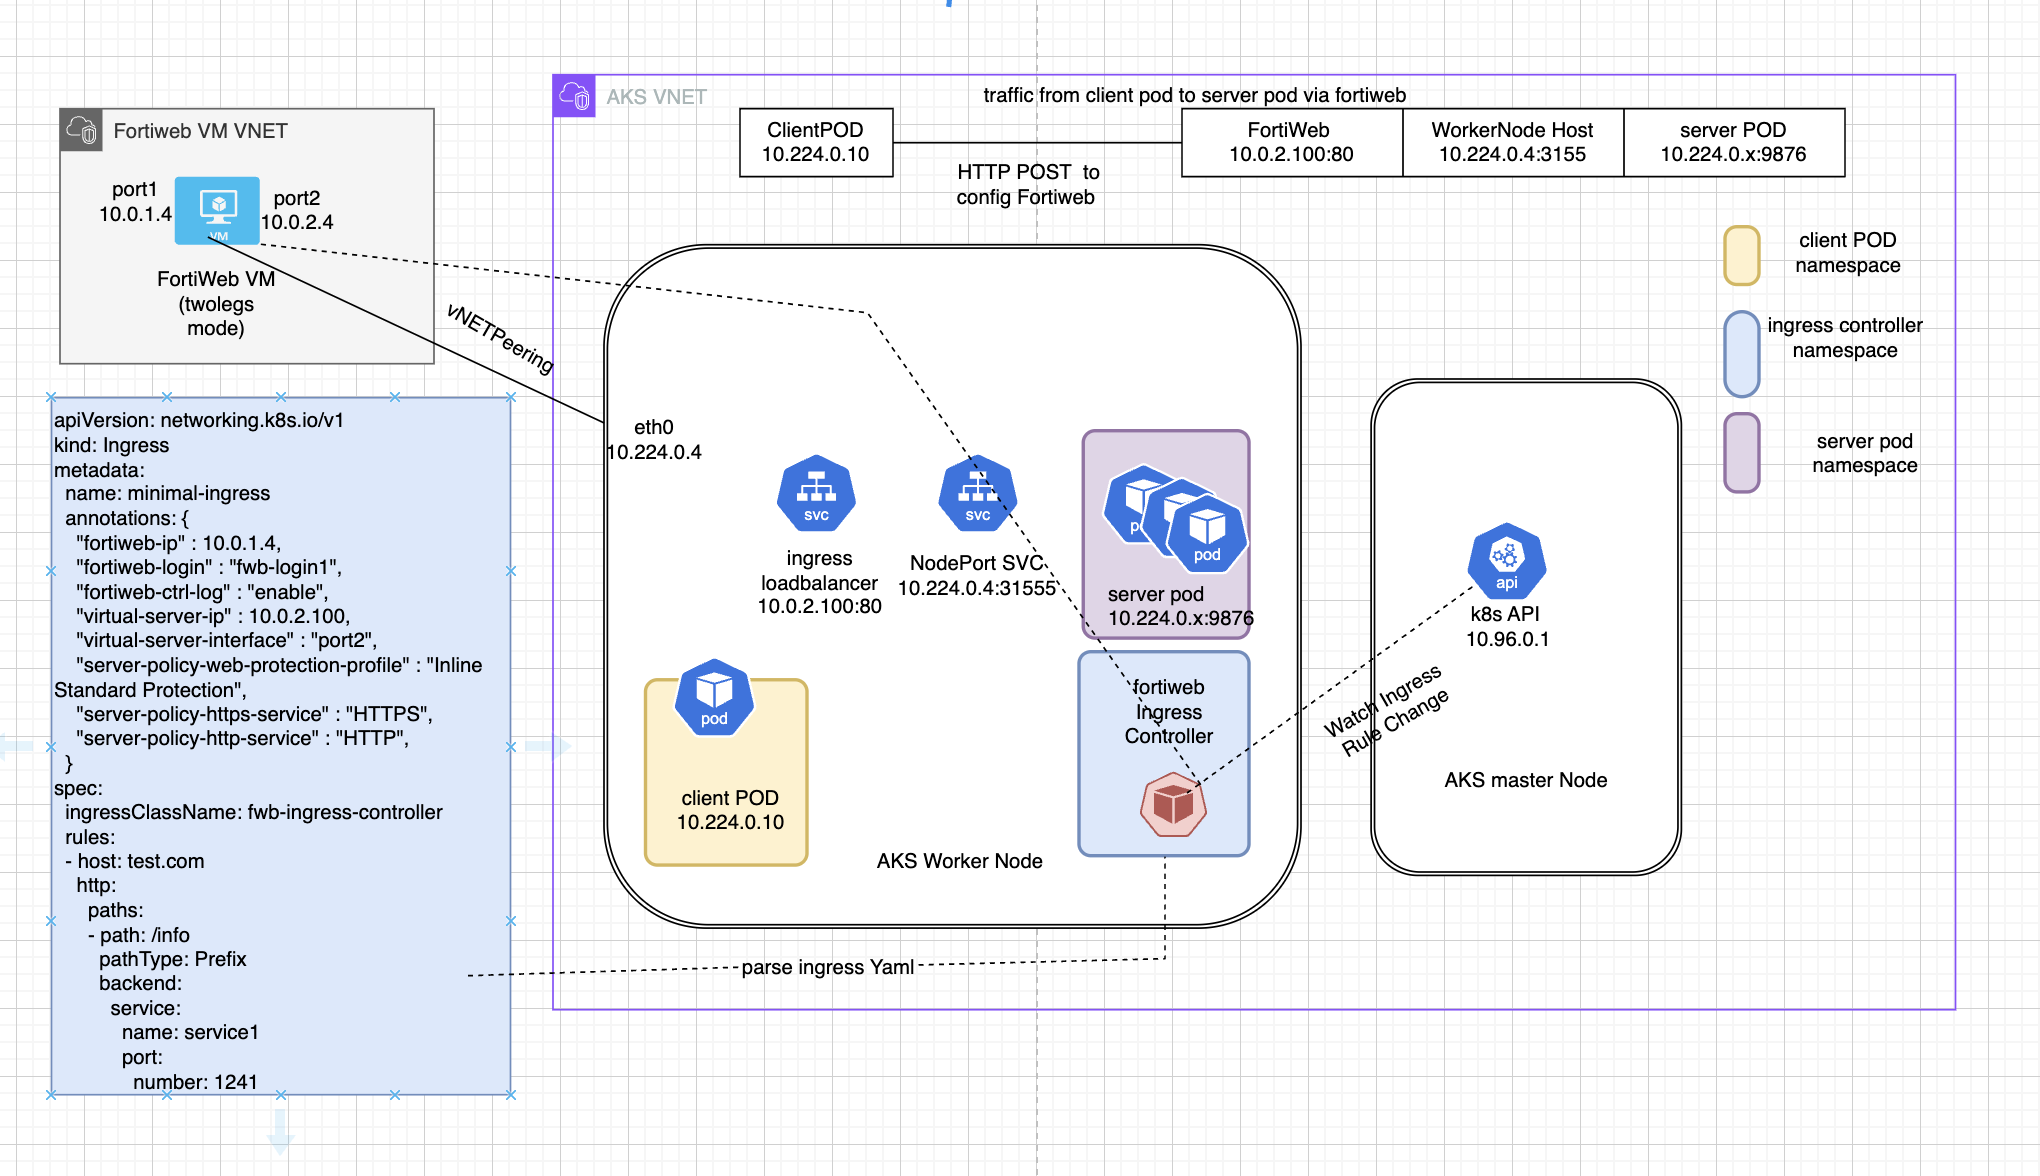 AKS VNET
traffic from client pod to server pod via fortiweb
ClientPOD
10.224.0.10
FortiWeb
10.0.2.100:80
WorkerNode Host
10.224.0.4:3155
server POD
10.224.0.x:9876
HTTP POST to
config Fortiweb
Fortiweb VM VNET
port1
10.0.1.4
VM
port2
10.0.2.4
FortiWeb VM
(twolegs
mode)
vNETPeering
client POD
namespace
ingress controller
namespace
server pod
namespace
apiVersion: networking.k8s.io/v1
kind: Ingress
metadata:
name: minimal-ingress
annotations: {
"fortiweb-ip" : 10.0.1.4,
"fortiweb-login" : "fwb-login1",
"fortiweb-ctrl-log" : "enable",
"virtual-server-ip" : 10.0.2.100,
"virtual-server-interface" : "port2",
"server-policy-web-protection-profile" : "Inline
Standard Protection",
"server-policy-https-service" : "HTTPS",
"server-policy-http-service" : "HTTP",
}
spec:
ingressClassName: fwb-ingress-controller
rules:
- host: test.com
http:
paths:
- path: /info
pathType: Prefix
backend:
service:
name: service1
port:
number: 1241
eth0
10.224.0.4
svc
ingress
loadbalancer
10.0.2.100:80
svc
NodePort SVC
10.224.0.4:31555
pod
server pod
10.224.0.x:9876
pod
client POD
10.224.0.10
fortiweb
Ingress
Controller
AKS Worker Node
parse ingress Yaml
api
k8s API
10.96.0.1
Watch Ingress
Rule Change
AKS master Node